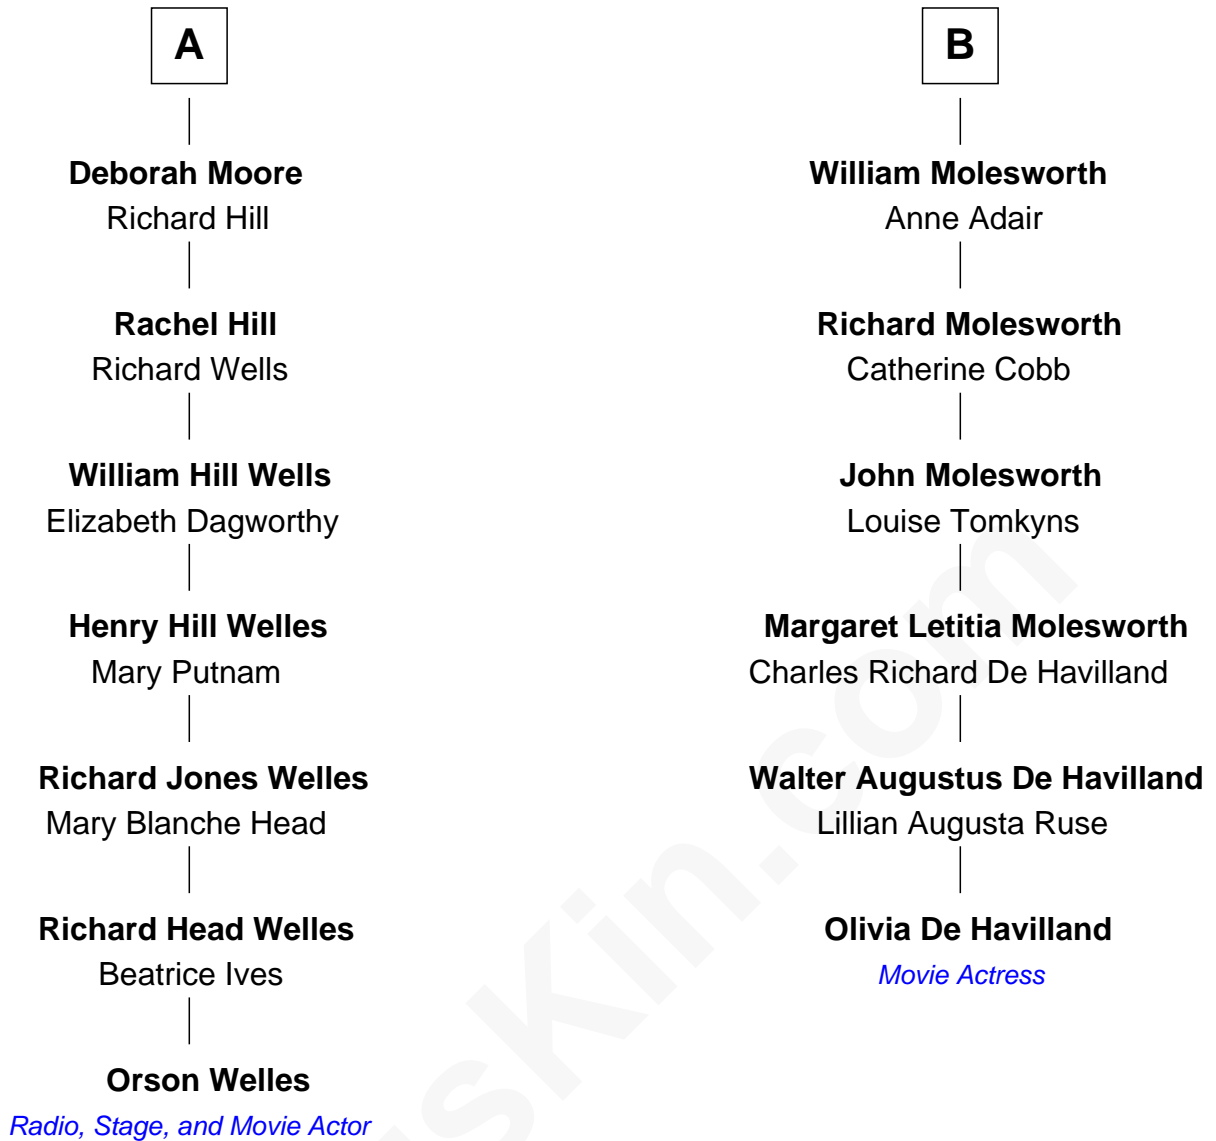 A
Deborah Moore
Richard Hill
Rachel Hill
Richard Wells
William Hill Wells
Elizabeth Dagworthy
Henry Hill Welles
Mary Putnam
Richard Jones Welles
Mary Blanche Head
Richard Head Welles
Beatrice Ives
Orson Welles
Radio, Stage, and Movie Actor
B
William Molesworth
Anne Adair
Richard Molesworth
Catherine Cobb
John Molesworth
Louise Tomkyns
Margaret Letitia Molesworth
Charles Richard De Havilland
Walter Augustus De Havilland
Lillian Augusta Ruse
Olivia De Havilland
Movie Actress